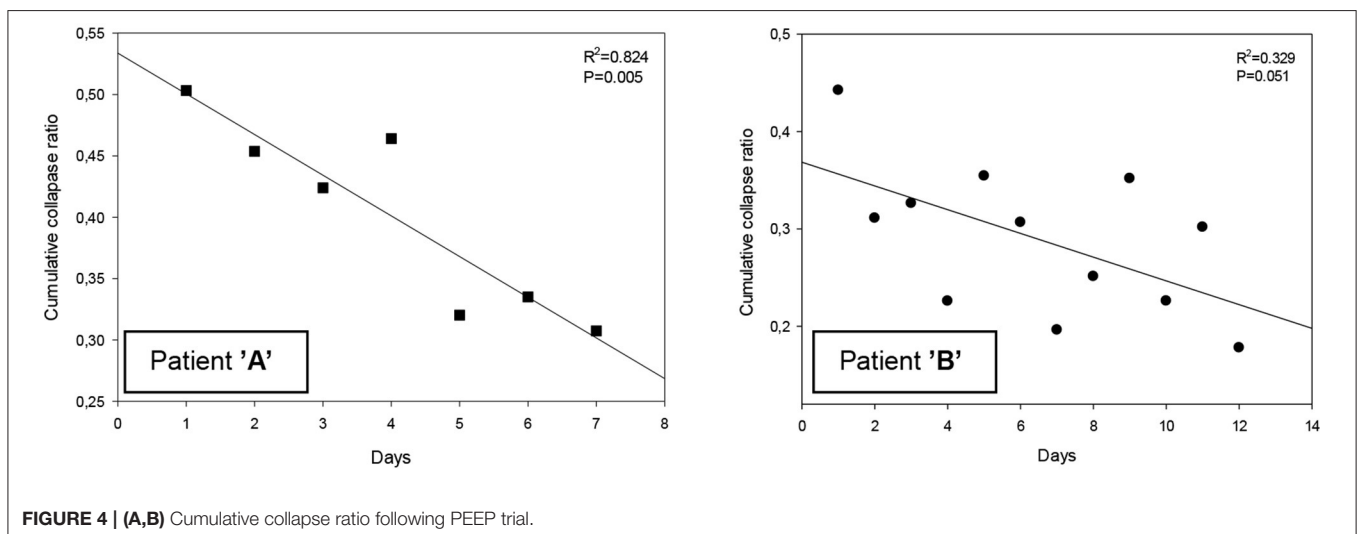 0,55
0,50
0,45
0,40
0,35
0,30
0,25
Cumulative collapase ratio
R²=0.824
P=0.005
Patient 'A'
0 1 2 3 4 5 6 7 8
Days
0,5
0,4
0,3
0,2
Cumulative collapse ratio
R²=0.329
P=0.051
Patient 'B'
0 2 4 6 8 10 12 14
Days
FIGURE 4 | (A,B) Cumulative collapse ratio following PEEP trial.